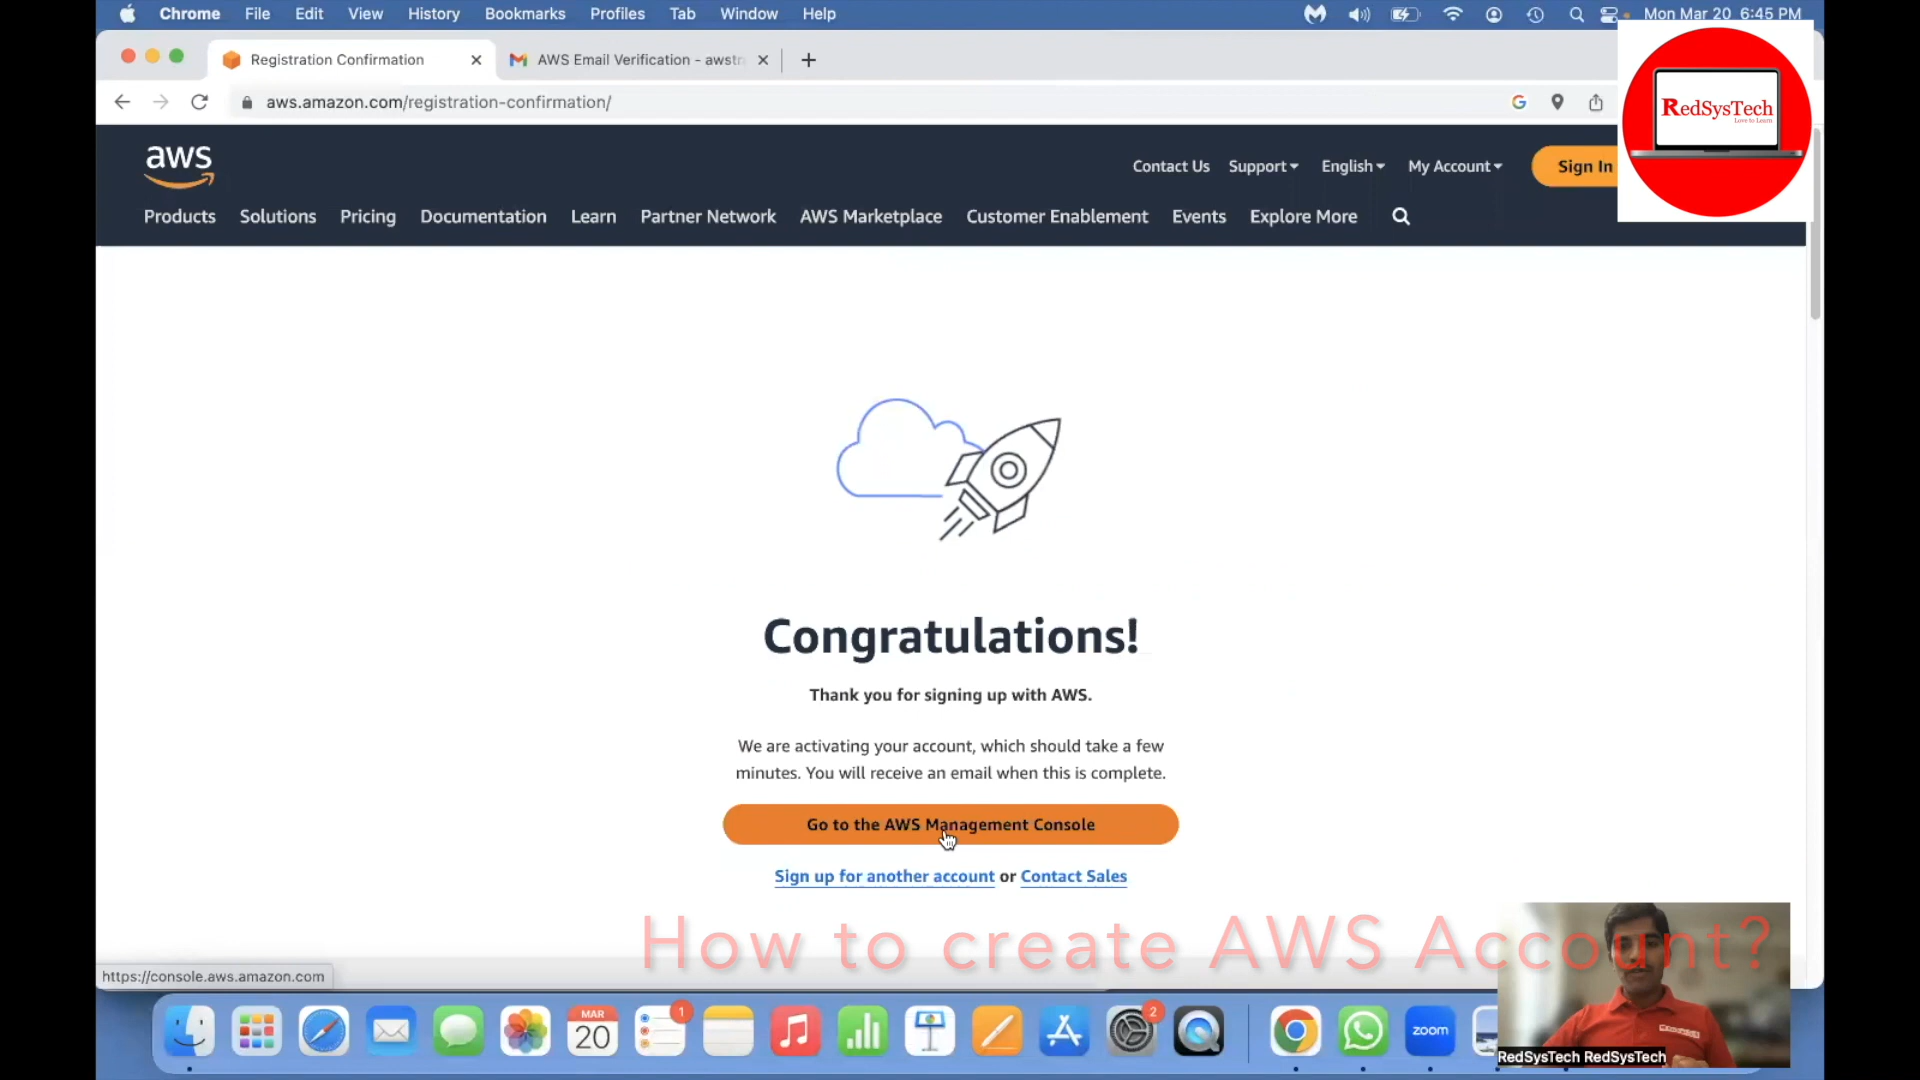 Chrome File Edit View History Bookmarks Profiles Tab Window Help
Mon Mar 20 6:45 PM
Registration Confirmation
AWS Email Verification - awstr
aws.amazon.com/registration-confirmation/
RedSysTech
Love to Learn
aws
Contact Us Support English My Account Sign In
Products Solutions Pricing Documentation Learn Partner Network AWS Marketplace Customer Enablement Events Explore More
Congratulations!
Thank you for signing up with AWS.
We are activating your account, which should take a few
minutes. You will receive an email when this is complete.
Go to the AWS Management Console
Sign up for another account or Contact Sales
How to create AWS Account?
https://console.aws.amazon.com
MAR
20
1
2
zoom
RedSysTech RedSysTech